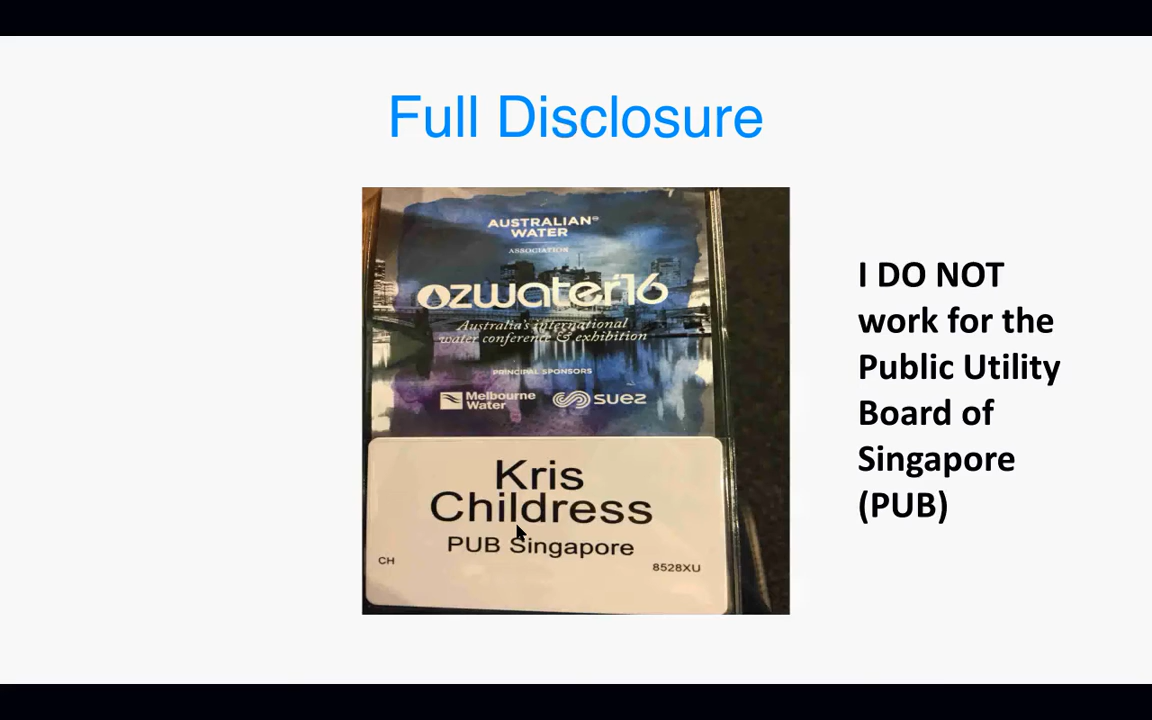 Full Disclosure
AUSTRALIAN
WATER
ASSOCIATION
ozwater'16
Australia's international
water conference & exhibition
PRINCIPAL SPONSORS
Melbourne
Water
suez
Kris
Childress
PUB Singapore
CH
8528XU
I DO NOT
work for the
Public Utility
Board of
Singapore
(PUB)